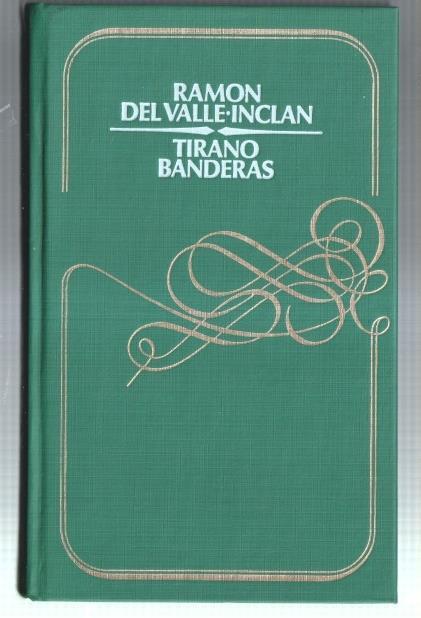 RAMON
DEL VALLE-INCLAN
TIRANO
BANDERAS